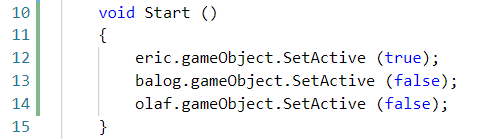 10 void Start ()
11 {
12 eric.gameObject.SetActive (true);
13 balog.gameObject.SetActive (false);
14 olaf.gameObject.SetActive (false);
15 }